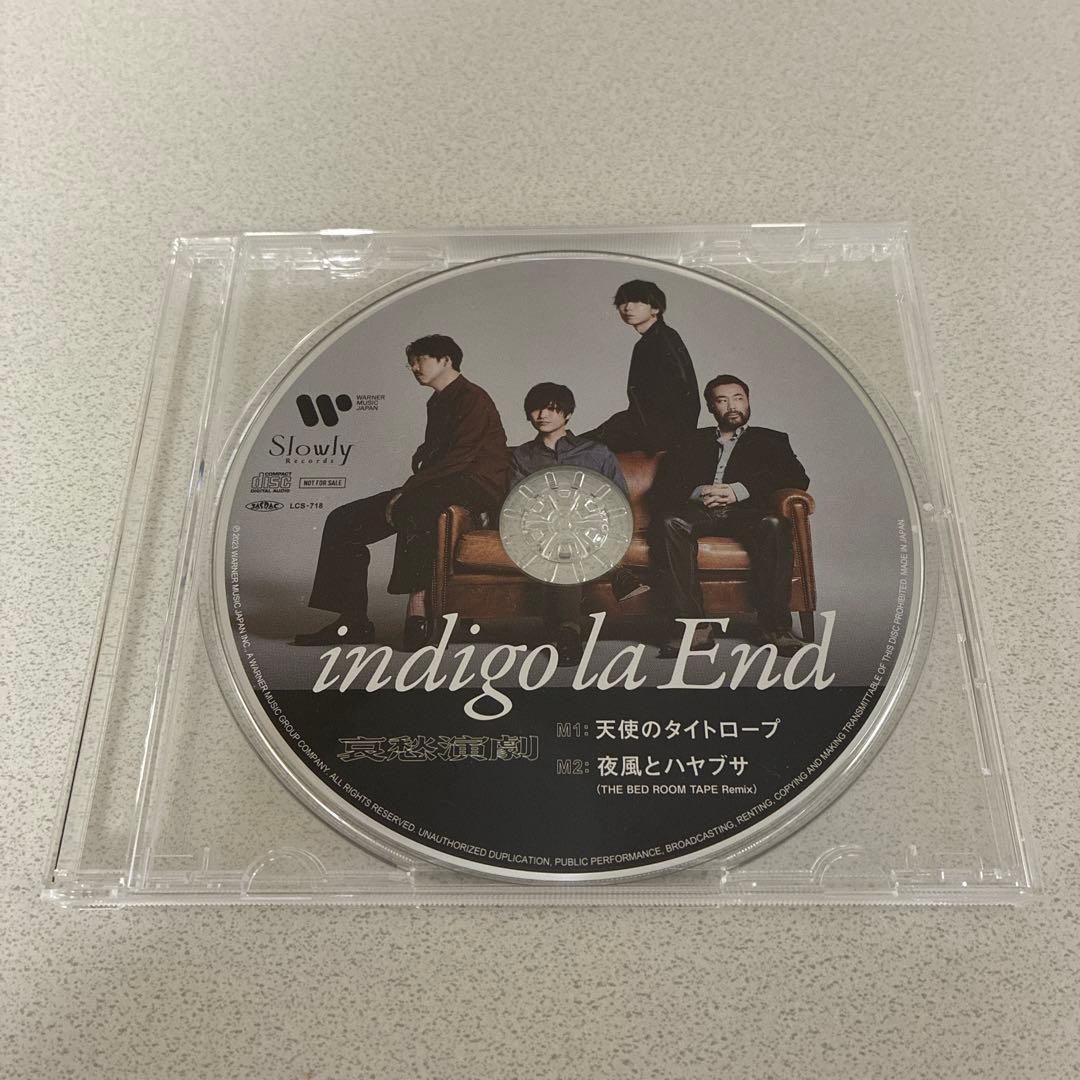 WARNER
MUSIC
JAPAN
Slowly
Records
COMPACT
disc
DIGITAL AUDIO
NOT FOR SALE
JASRAC
LCS-718
indigo la End
哀愁演劇
M1: 天使のタイトロープ
M2: 夜風とハヤブサ
(THE BED ROOM TAPE Remix)
℗2023 WARNER MUSIC JAPAN INC., A WARNER MUSIC GROUP COMPANY. ALL RIGHTS RESERVED. UNAUTHORIZED DUPLICATION, PUBLIC PERFORMANCE, BROADCASTING, RENTING, COPYING AND MAKING TRANSMITTABLE OF THIS DISC PROHIBITED. MADE IN JAPAN.